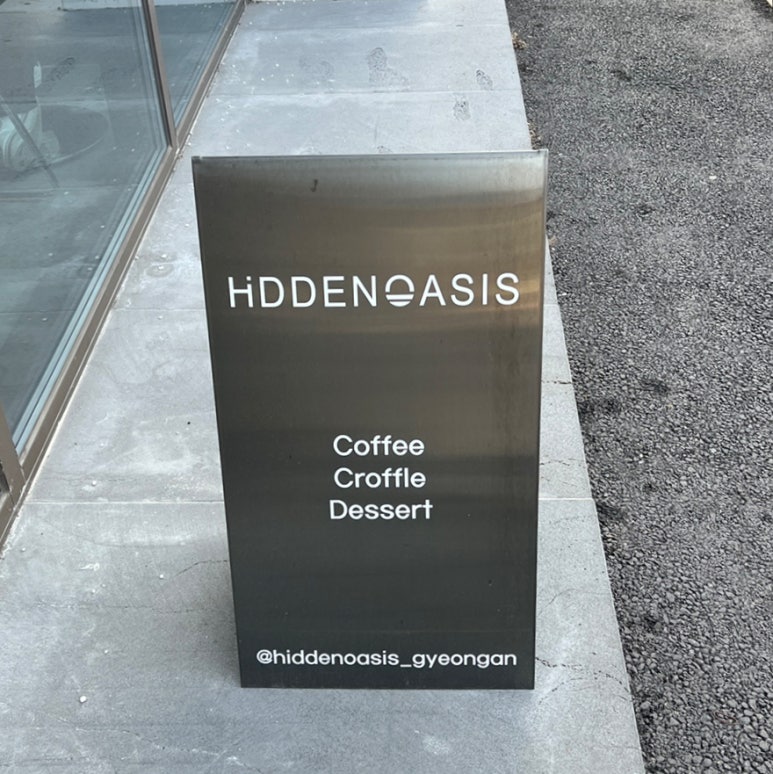 HiDDENOASIS
Coffee
Croffle
Dessert
@hiddenoasis_gyeongan